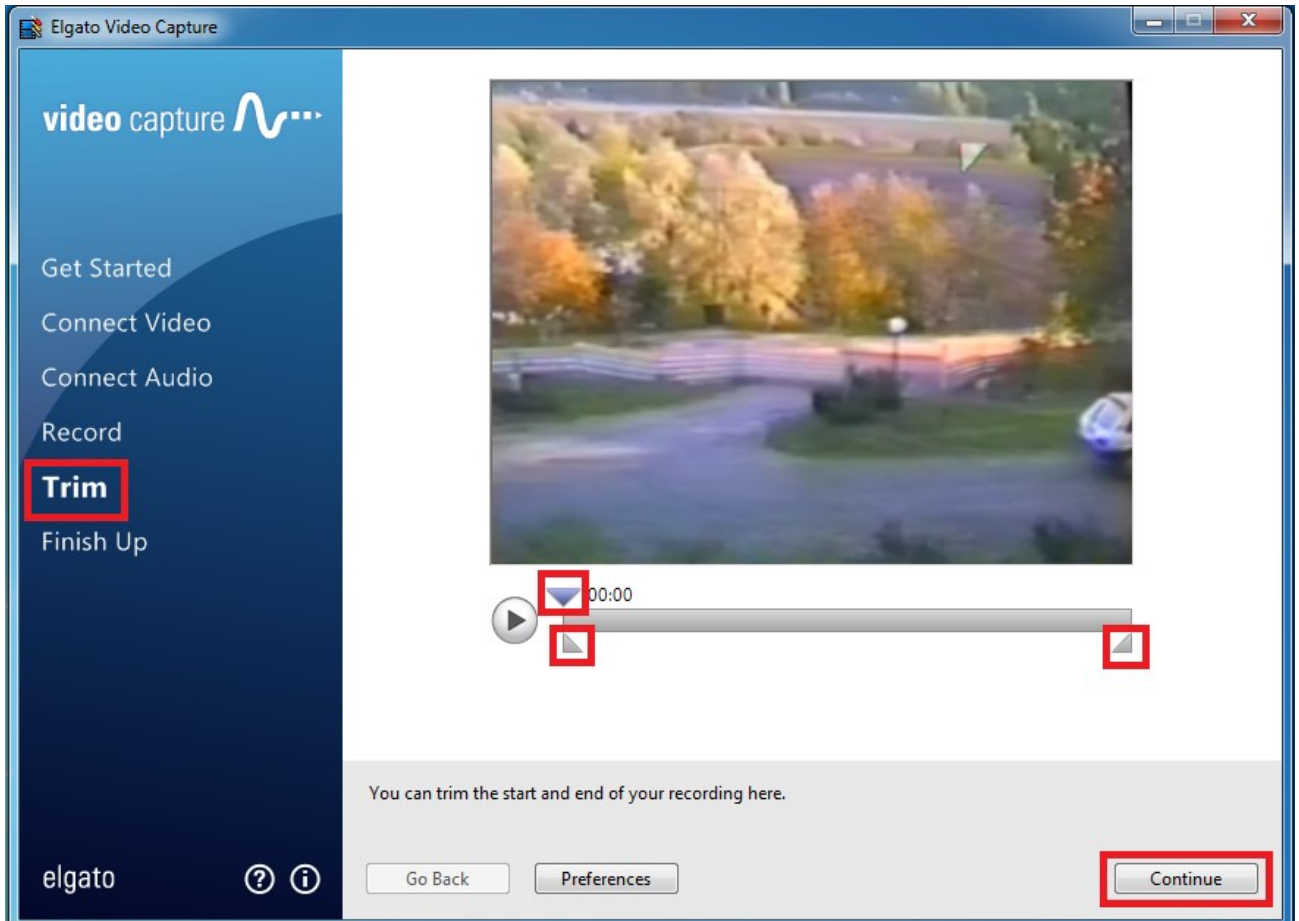 Elgato Video Capture
video capture
Get Started
Connect Video
Connect Audio
Record
Trim
Finish Up
00:00
You can trim the start and end of your recording here.
elgato
Go Back
Preferences
Continue